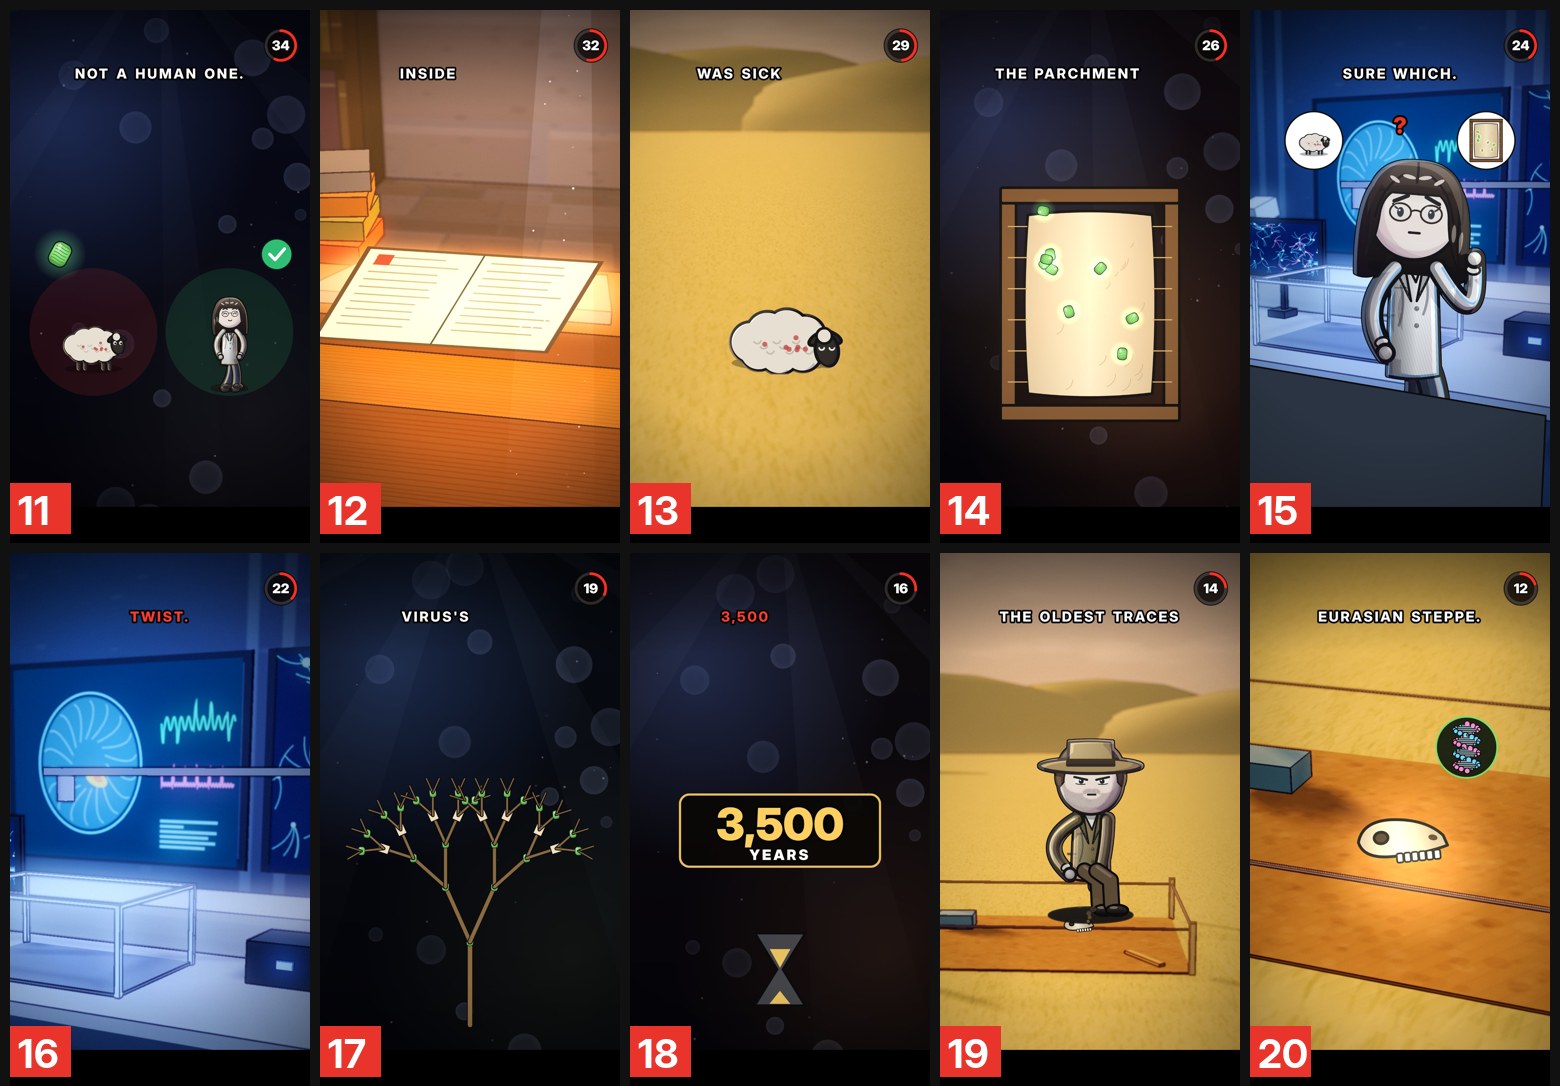 34
NOT A HUMAN ONE.
11
32
INSIDE
12
29
WAS SICK
13
26
THE PARCHMENT
14
24
SURE WHICH.
?
15
22
TWIST.
16
19
VIRUS'S
17
16
3,500
3,500
YEARS
18
14
THE OLDEST TRACES
19
12
EURASIAN STEPPE.
20